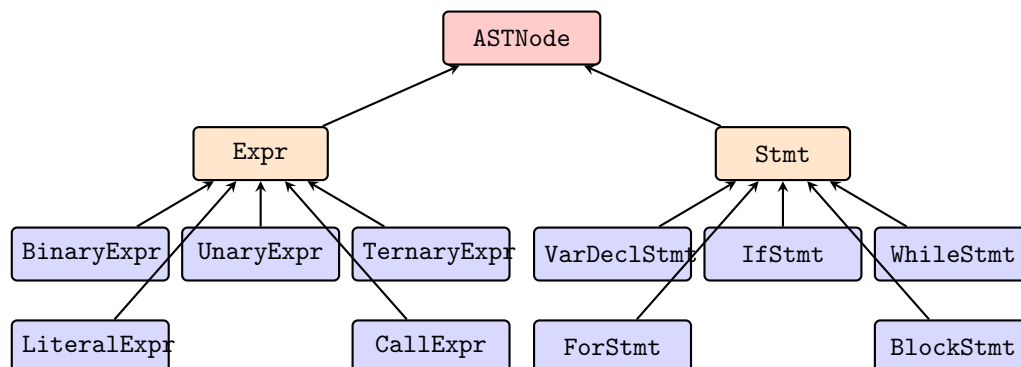 ASTNode
Expr
Stmt
BinaryExpr
UnaryExpr
TernaryExpr
VarDeclStmt
IfStmt
WhileStmt
LiteralExpr
CallExpr
ForStmt
BlockStmt